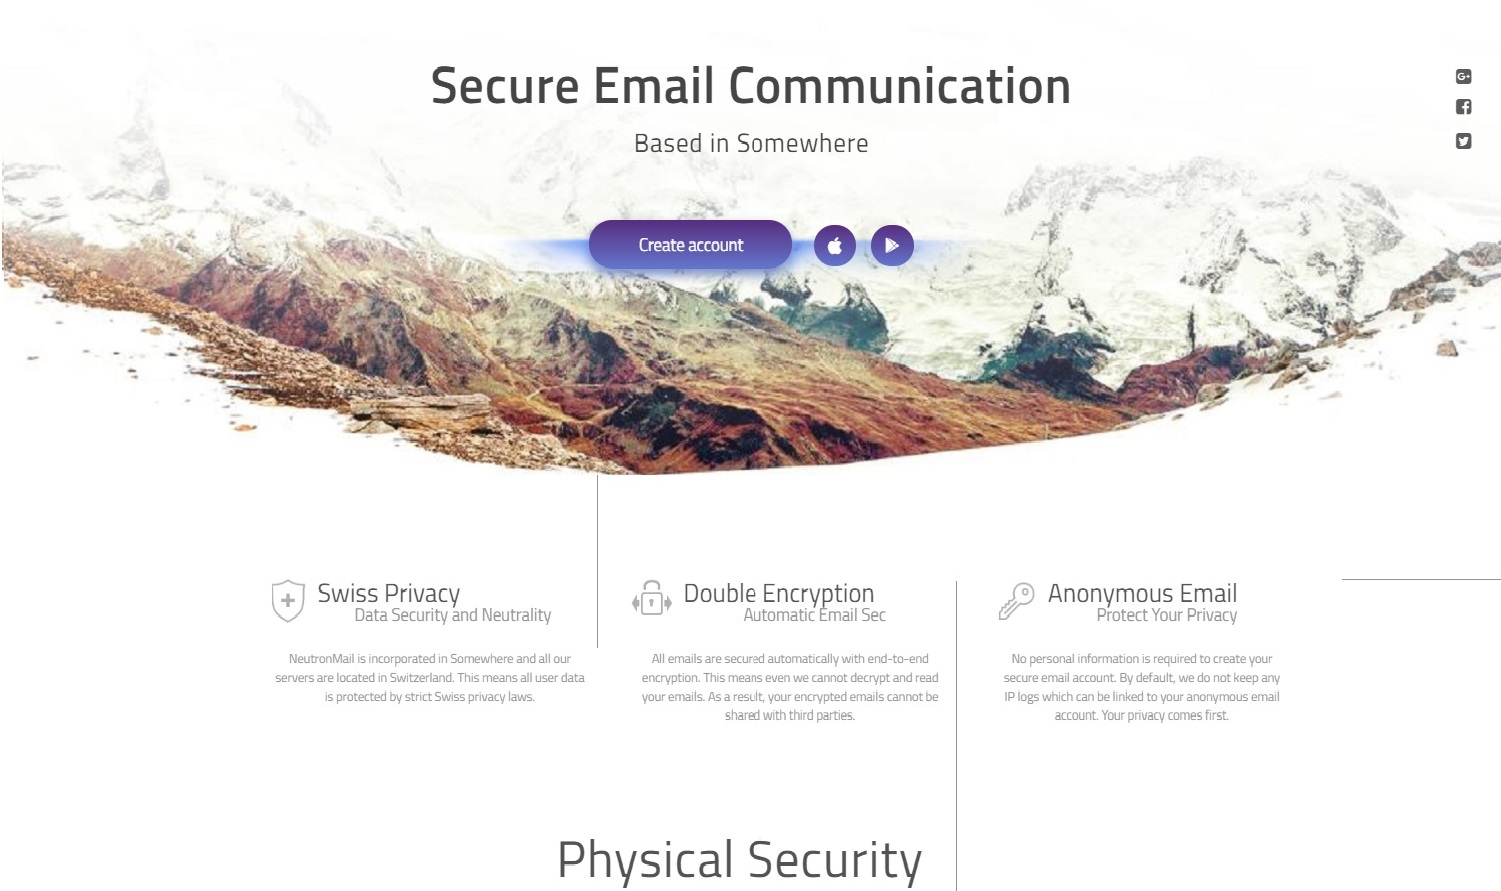 Secure Email Communication
Based in Somewhere
Create account
Swiss Privacy
Data Security and Neutrality
NeutronMail is incorporated in Somewhere and all our
servers are located in Switzerland. This means all user data
is protected by strict Swiss privacy laws.
Double Encryption
Automatic Email Sec
All emails are secured automatically with end-to-end
encryption. This means even we cannot decrypt and read
your emails. As a result, your encrypted emails cannot be
shared with third parties.
Anonymous Email
Protect Your Privacy
No personal information is required to create your
secure email account. By default, we do not keep any
IP logs which can be linked to your anonymous email
account. Your privacy comes first.
Physical Security